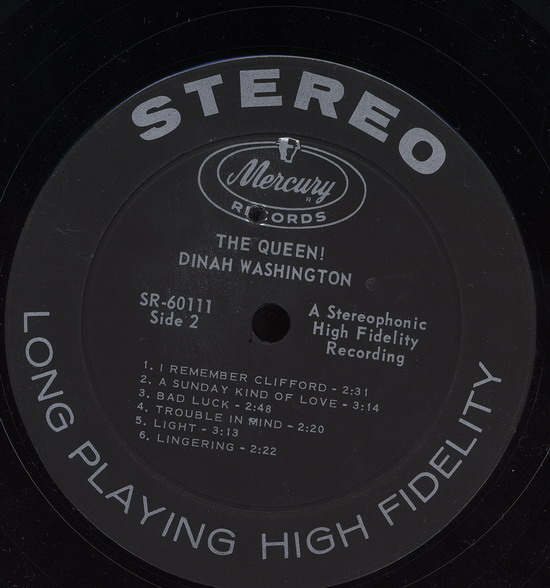 STEREO
Mercury
R
RECORDS
THE QUEEN!
DINAH WASHINGTON
SR-60111
Side 2
A Stereophonic
High Fidelity
Recording
1. I REMEMBER CLIFFORD - 2:31
2. A SUNDAY KIND OF LOVE - 3:14
3. BAD LUCK - 2:48
4. TROUBLE IN MIND - 2:20
5. LIGHT - 3:13
6. LINGERING - 2:22
LONG PLAYING HIGH FIDELITY